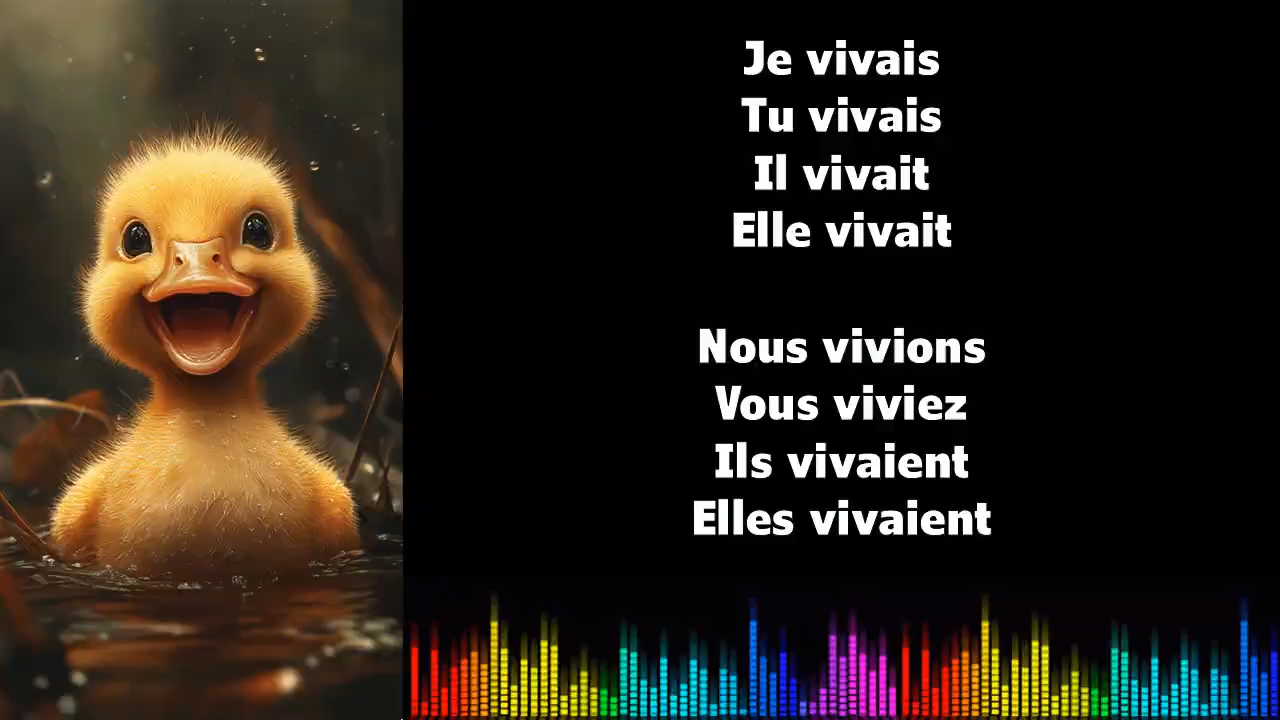 Je vivais
Tu vivais
Il vivait
Elle vivait
Nous vivions
Vous viviez
Ils vivaient
Elles vivaient